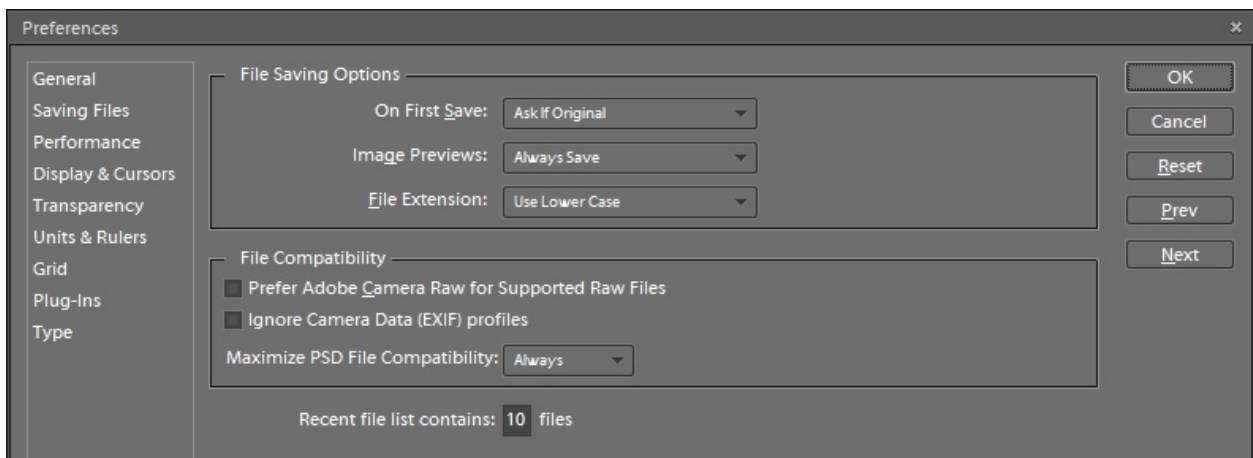 Preferences
General
Saving Files
Performance
Display & Cursors
Transparency
Units & Rulers
Grid
Plug-Ins
Type
File Saving Options
On First Save: Ask If Original
Image Previews: Always Save
File Extension: Use Lower Case
File Compatibility
Prefer Adobe Camera Raw for Supported Raw Files
Ignore Camera Data (EXIF) profiles
Maximize PSD File Compatibility: Always
Recent file list contains: 10 files
OK
Cancel
Reset
Prev
Next